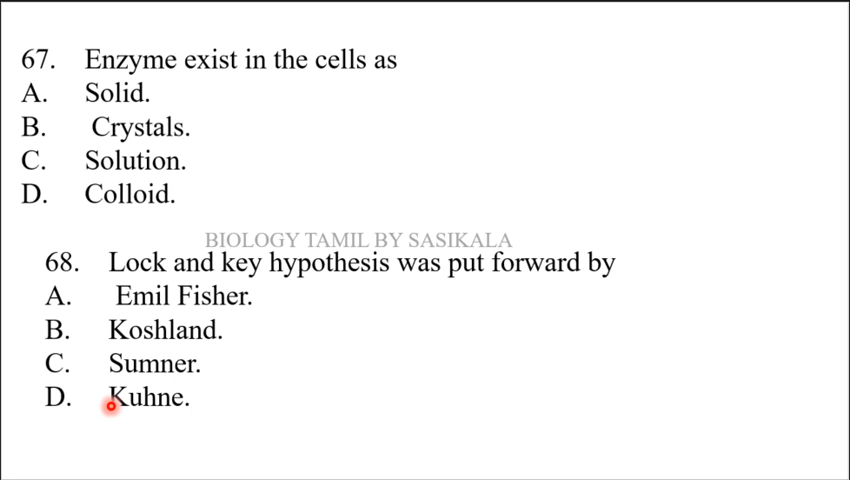 67. Enzyme exist in the cells as
A. Solid.
B. Crystals.
C. Solution.
D. Colloid.
BIOLOGY TAMIL BY SASIKALA
68. Lock and key hypothesis was put forward by
A. Emil Fisher.
B. Koshland.
C. Sumner.
D. Kuhne.